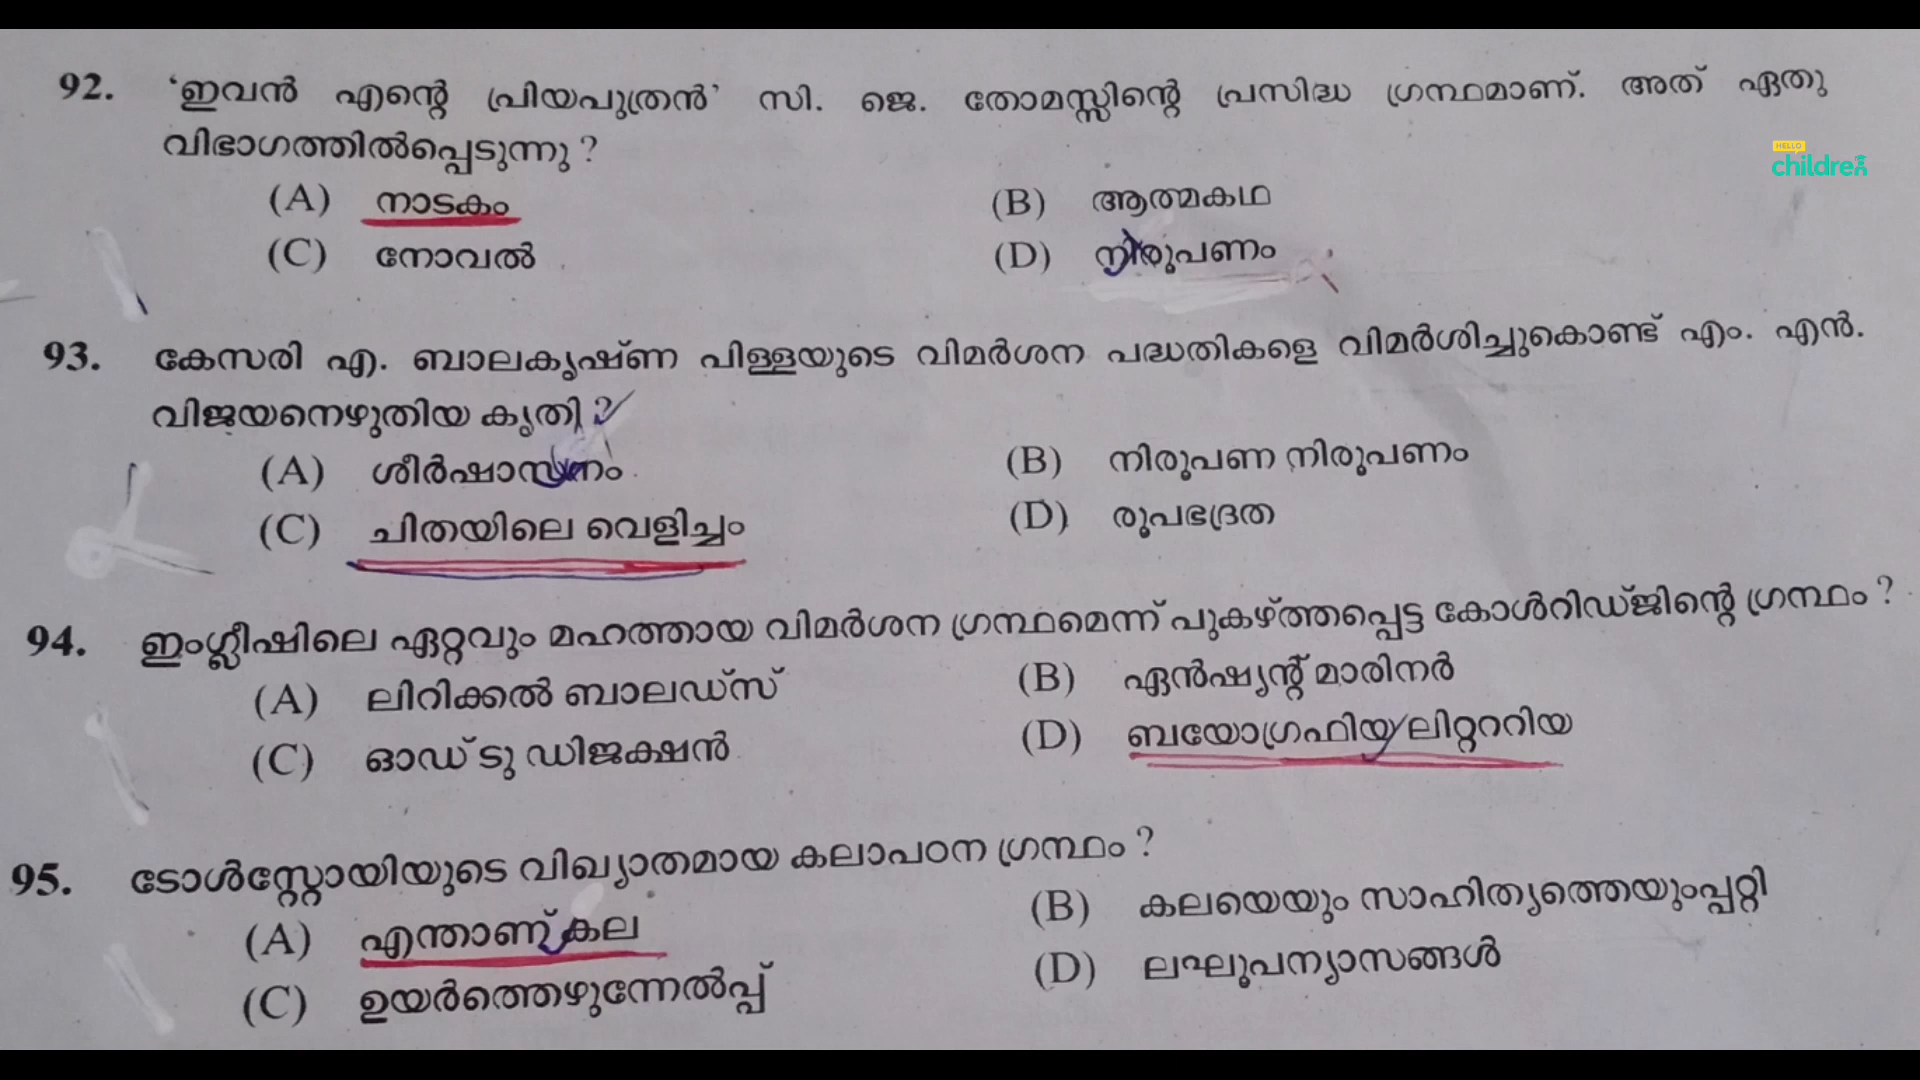 92. 'ഇവൻ എന്റെ പ്രിയപുത്രൻ' സി. ജെ. തോമസ്സിന്റെ പ്രസിദ്ധ ഗ്രന്ഥമാണ്. അത് ഏതു
വിഭാഗത്തിൽപ്പെടുന്നു ?
HELLO
children
(A) നാടകം (B) ആത്മകഥ
(C) നോവൽ (D) നിരൂപണം
93. കേസരി എ. ബാലകൃഷ്ണ പിള്ളയുടെ വിമർശന പദ്ധതികളെ വിമർശിച്ചുകൊണ്ട് എം. എൻ.
വിജയനെഴുതിയ കൃതി ?
(A) ശീർഷാസനം (B) നിരൂപണ നിരൂപണം
(C) ചിതയിലെ വെളിച്ചം (D) രൂപഭദ്രത
94. ഇംഗ്ലീഷിലെ ഏറ്റവും മഹത്തായ വിമർശന ഗ്രന്ഥമെന്ന് പുകഴ്ത്തപ്പെട്ട കോൾറിഡ്ജിന്റെ ഗ്രന്ഥം ?
(A) ലിറിക്കൽ ബാലഡ്സ് (B) ഏൻഷ്യന്റ് മാരിനർ
(C) ഓഡ് ടു ഡിജക്ഷൻ (D) ബയോഗ്രഫിയ ലിറ്റററിയ
95. ടോൾസ്റ്റോയിയുടെ വിഖ്യാതമായ കലാപഠന ഗ്രന്ഥം ?
(A) എന്താണ് കല (B) കലയെയും സാഹിത്യത്തെയുംപ്പറ്റി
(C) ഉയർത്തെഴുന്നേൽപ്പ് (D) ലഘൂപന്യാസങ്ങൾ